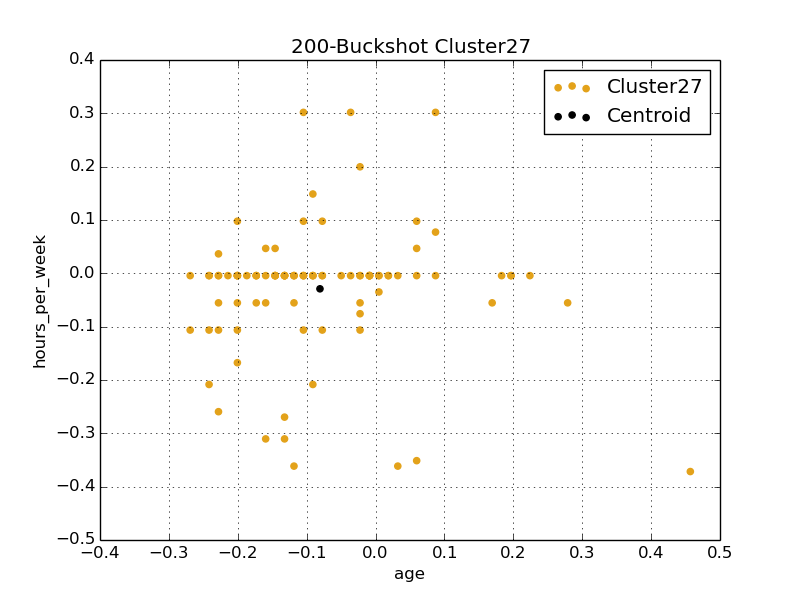 200-Buckshot Cluster27
Cluster27
Centroid
0.4
0.3
0.2
0.1
0.0
−0.1
−0.2
−0.3
−0.4
−0.5
hours_per_week
−0.4 −0.3 −0.2 −0.1 0.0 0.1 0.2 0.3 0.4 0.5
age